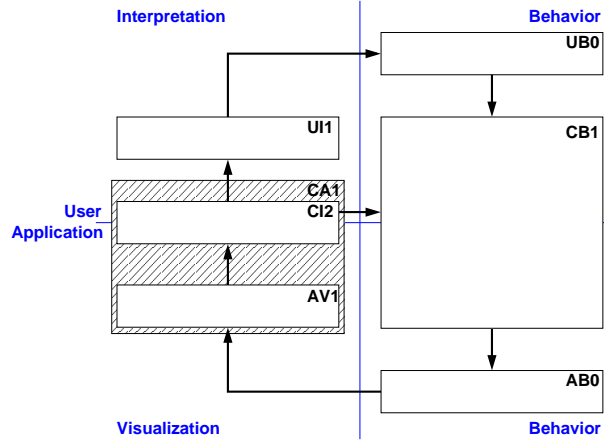 Interpretation
Behavior
UB0
UI1
CB1
CA1
CI2
User
Application
AV1
AB0
Visualization
Behavior